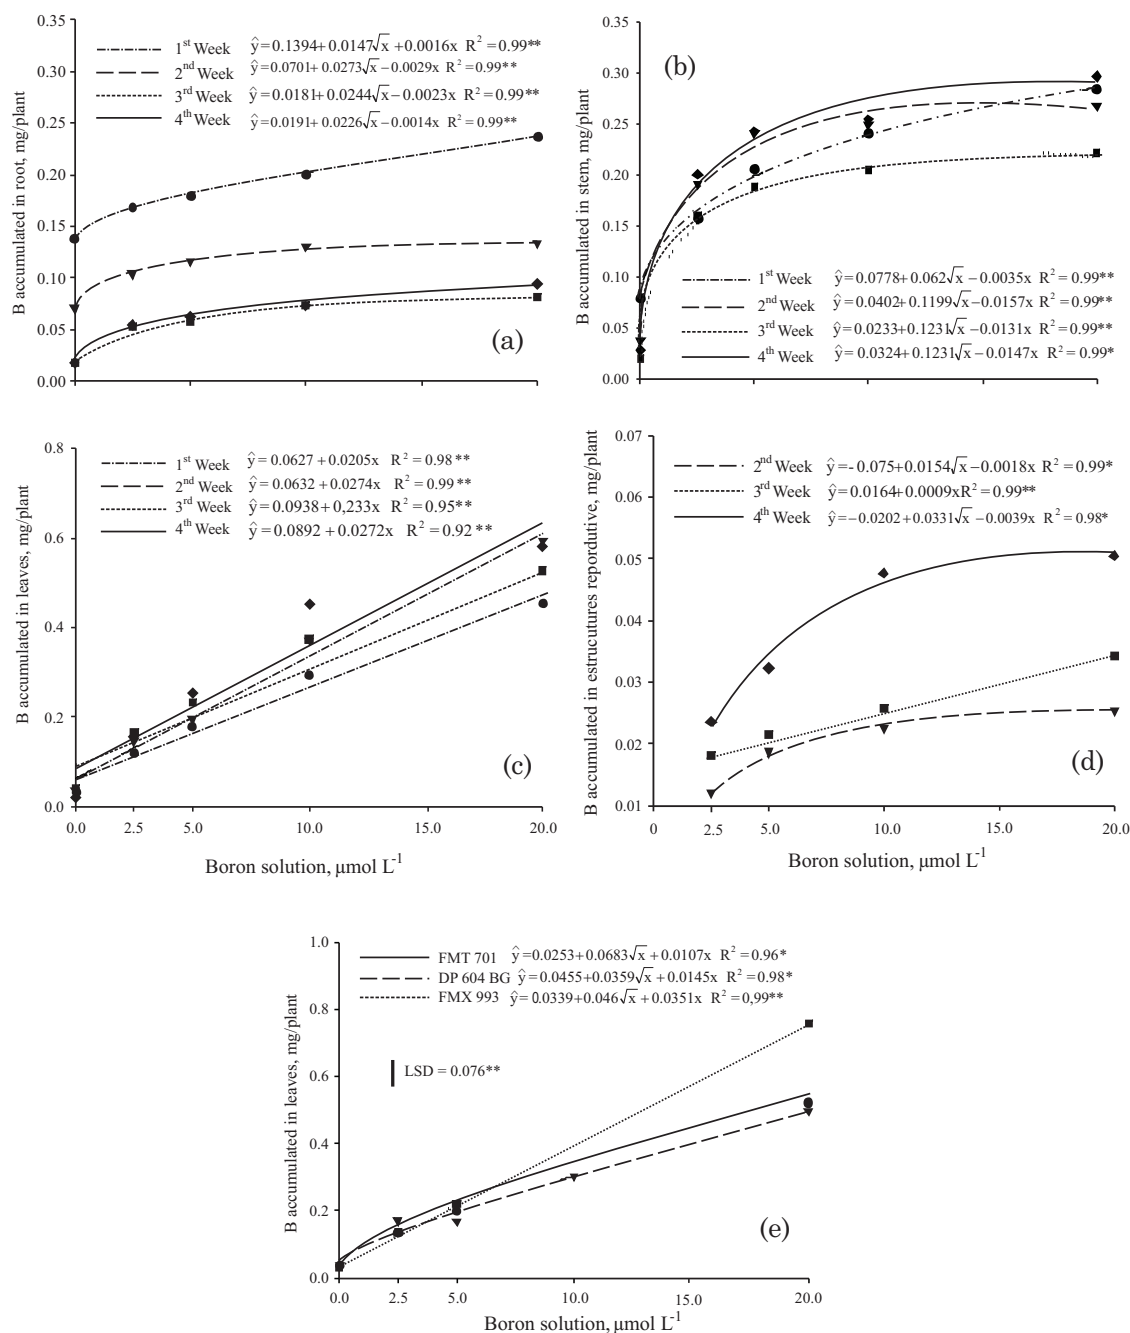 0.35
0.30
0.25
0.20
0.15
0.10
0.05
0.00
B accumulated in root, mg/plant
1st Week ŷ=0.1394+0.0147√x +0.0016x R² =0.99**
2nd Week ŷ=0.0701+0.0273√x−0.0029x R² =0.99**
3rd Week ŷ=0.0181+0.0244√x−0.0023x R² =0.99**
4th Week ŷ=0.0191+0.0226√x−0.0014x R² =0.99**
(a)
0.35
0.30
0.25
0.20
0.15
0.10
0.05
0.00
B accumulated in stem, mg/plant
(b)
1st Week ŷ=0.0778+0.062√x −0.0035x R² =0.99**
2nd Week ŷ=0.0402+0.1199√x−0.0157x R² =0.99**
3rd Week ŷ=0.0233+0.1231√x−0.0131x R² =0.99**
4th Week ŷ= 0.0324+0.1231√x −0.0147x R² = 0.99*
0.8
0.6
0.4
0.2
0.0
B accumulated in leaves, mg/plant
1st Week ŷ=0.0627 +0.0205x R² =0.98 **
2nd Week ŷ=0.0632 +0.0274x R² =0.99 **
3rd Week ŷ=0.0938 +0,233x R² =0.95**
4th Week ŷ=0.0892 +0.0272x R² =0.92 **
(c)
0.0 2.5 5.0 10.0 15.0 20.0
Boron solution, µmol L-1
0.07
0.06
0.05
0.04
0.03
0.02
0.01
B accumulated in estrucutures repordutive, mg/plant
2nd Week ŷ=- 0.075+0.0154√x−0.0018x R² =0.99*
3rd Week ŷ=0.0164 +0.0009xR² =0.99**
4th Week ŷ=−0.0202 +0.0331√x−0.0039x R² =0.98*
(d)
0 2.5 5.0 10.0 15.0 20.0
Boron solution, µmol L-1
1.0
0.8
0.6
0.4
0.2
0.0
B accumulated in leaves, mg/plant
FMT 701 ŷ=0.0253+0.0683√x +0.0107x R² =0.96*
DP 604 BG ŷ=0.0455+0.0359√x +0.0145x R² =0.98*
FMX 993 ŷ=0.0339+0.046√x +0.0351x R² =0,99**
LSD = 0.076**
(e)
0.0 2.5 5.0 10.0 20.0
Boron solution, µmol L-1